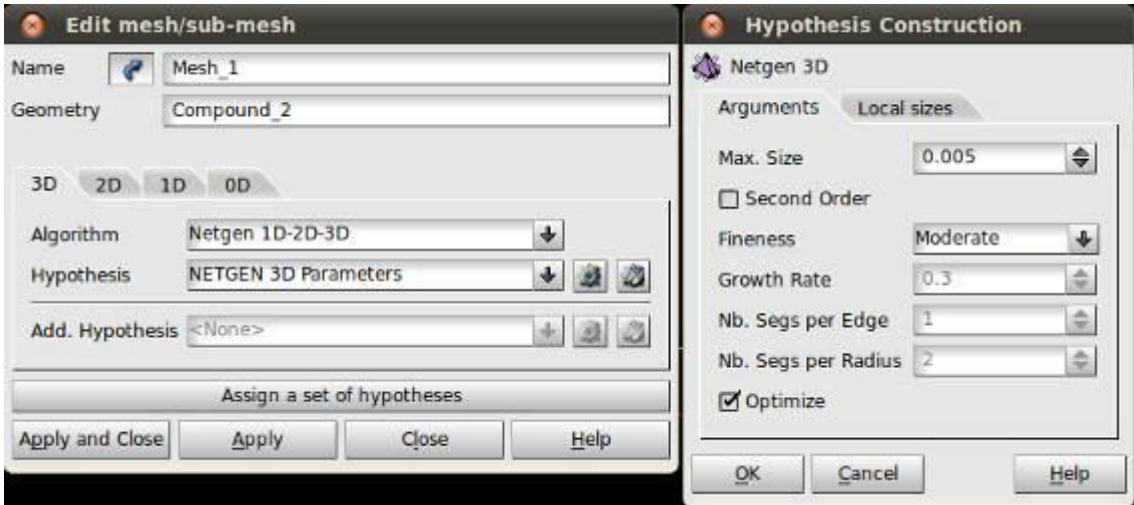 Edit mesh/sub-mesh
Name Mesh_1
Geometry Compound_2
3D 2D 1D 0D
Algorithm Netgen 1D-2D-3D
Hypothesis NETGEN 3D Parameters
Add. Hypothesis <None>
Assign a set of hypotheses
Apply and Close Apply Close Help
Hypothesis Construction
Netgen 3D
Arguments Local sizes
Max. Size 0.005
Second Order
Fineness Moderate
Growth Rate 0.3
Nb. Segs per Edge 1
Nb. Segs per Radius 2
Optimize
OK Cancel Help